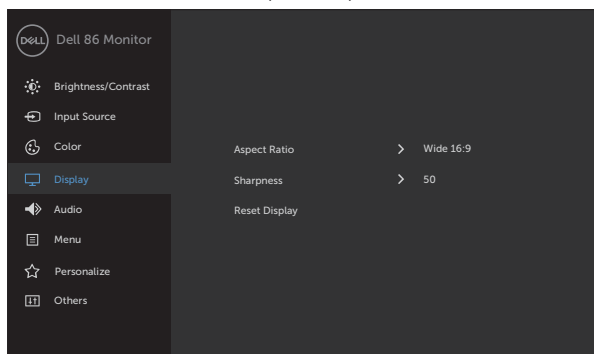 DELL Dell 86 Monitor
Brightness/Contrast
Input Source
Color
Aspect Ratio Wide 16:9
Display
Sharpness 50
Audio
Reset Display
Menu
Personalize
Others